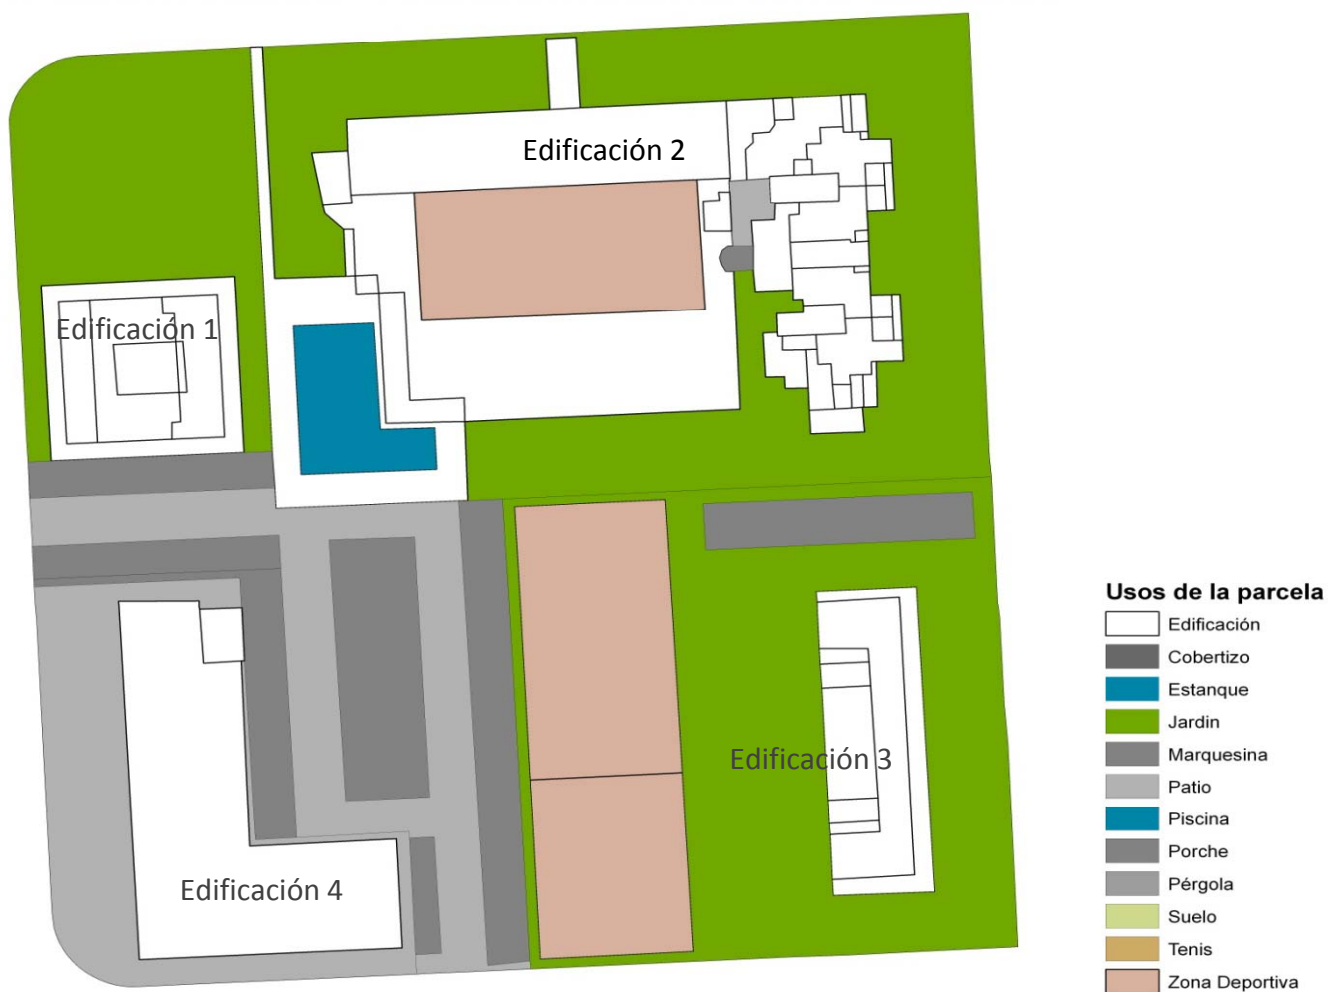 Edificación 2
Edificación 1
Edificación 3
Edificación 4
Usos de la parcela
Edificación
Cobertizo
Estanque
Jardin
Marquesina
Patio
Piscina
Porche
Pérgola
Suelo
Tenis
Zona Deportiva